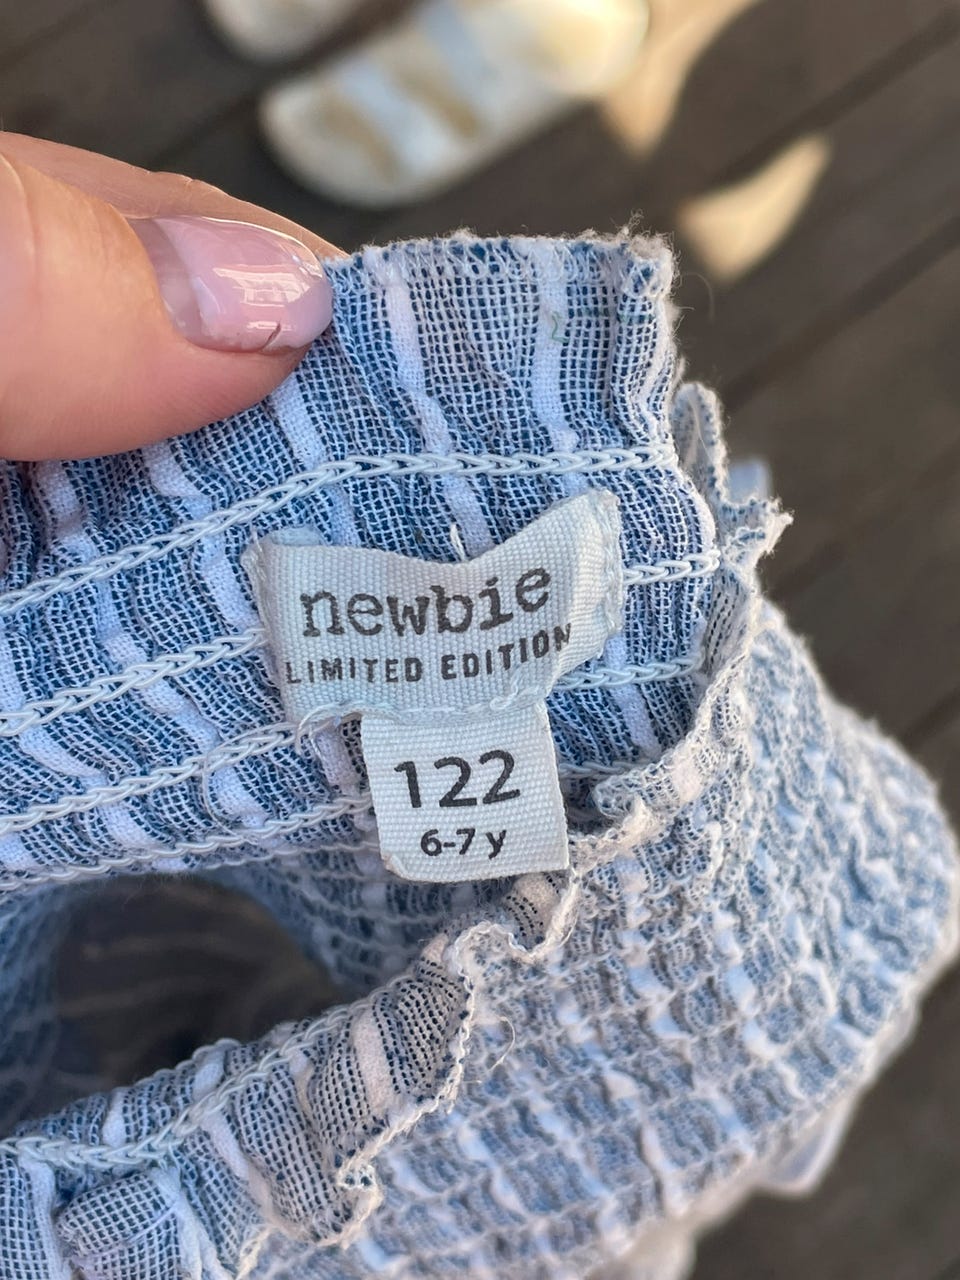 newbie
LIMITED EDITION
122
6-7 y